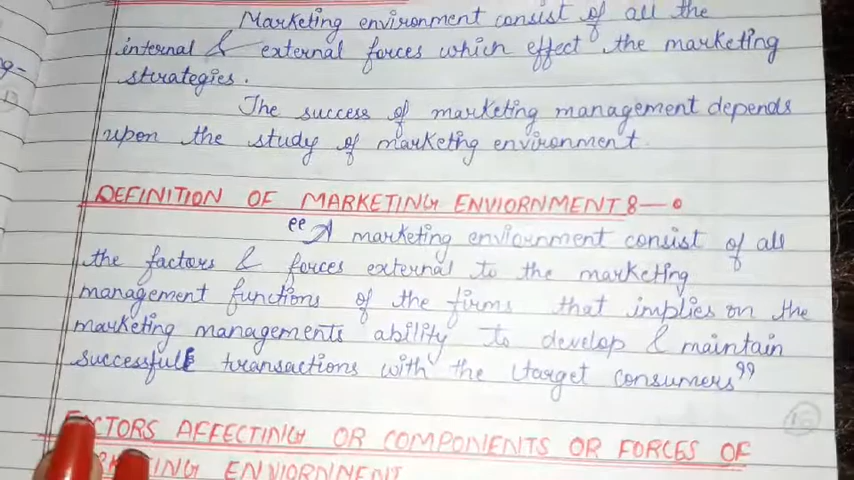 Marketing environment consist of all the
internal & external forces which effect the marketing
strategies.
The success of marketing management depends
upon the study of marketing environment.
DEFINITION OF MARKETING ENVIORNMENT :—
"A marketing enviornment consist of all
the factors & forces external to the marketing
management functions of the firms that implies on the
marketing managements ability to develop & maintain
successful transactions with the target consumers"
FACTORS AFFECTING OR COMPONENTS OR FORCES OF
ENVIORNMENT